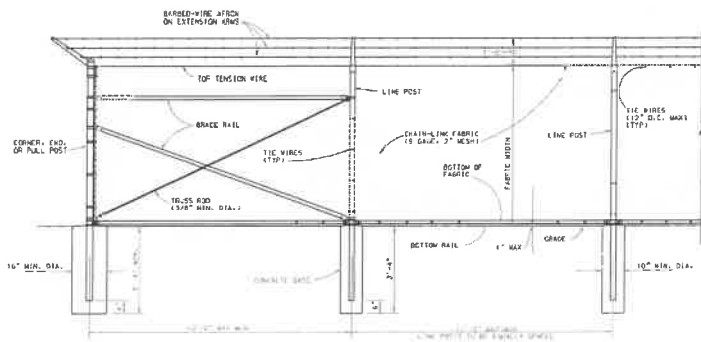 BARBED-WIRE APRON
ON EXTENSION ARMS
TOP TENSION WIRE
LINE POST
BRACE RAIL
TIE WIRES
(12" O.C. MAX)
(TYP)
CORNER, END,
OR PULL POST
TIE WIRES
(TYP)
CHAIN-LINK FABRIC
(9 GAGE, 2" MESH)
LINE POST
FABRIC WIDTH
BOTTOM OF
FABRIC
TRUSS ROD
(3/8" MIN. DIA.)
BOTTOM RAIL
1" MAX
GRADE
16" MIN. DIA.
CONCRETE BASE
3'-4"
6"
10" MIN. DIA.